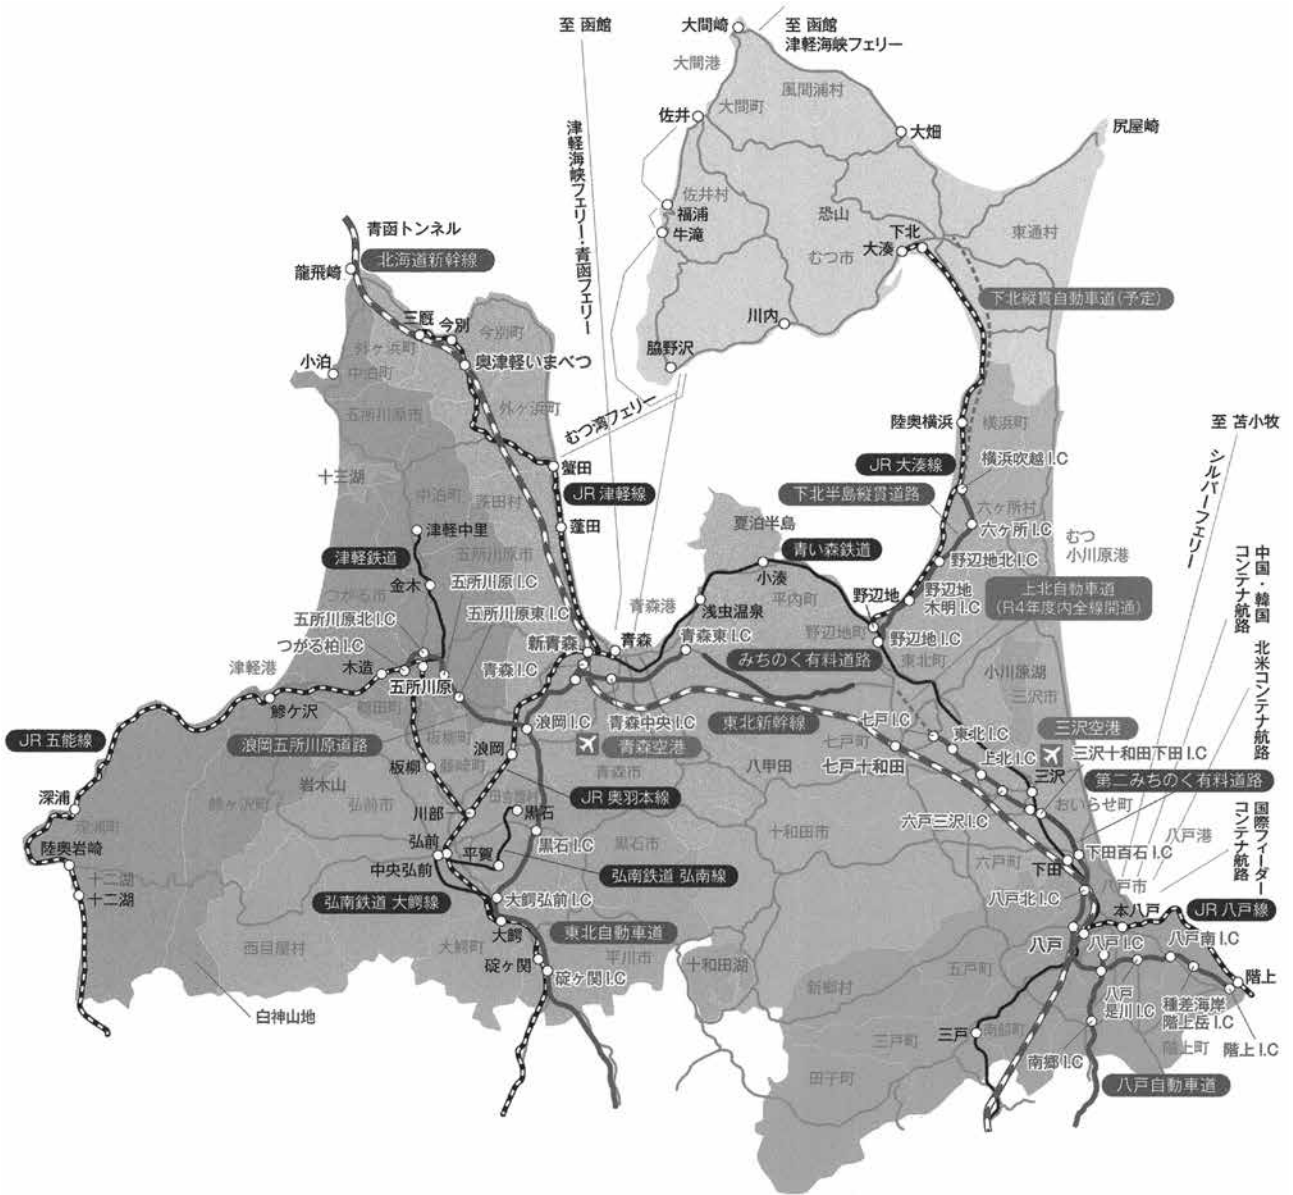 至 函館
大間崎
至 函館
津軽海峡フェリー
大間港
風間浦村
大間町
佐井
大畑
尻屋崎
津軽海峡フェリー・青函フェリー
佐井村
福浦
牛滝
恐山
下北
大湊
東通村
むつ市
青函トンネル
北海道新幹線
龍飛崎
下北縦貫自動車道(予定)
川内
脇野沢
三厩
今別
今別町
外ヶ浜町
奥津軽いまべつ
小泊
中泊町
五所川原市
外ヶ浜町
むつ湾フェリー
陸奥横浜
横浜町
至 苫小牧
シルバーフェリー
JR 大湊線
横浜吹越 I.C
十三湖
蟹田
中泊町
蓬田村
JR 津軽線
下北半島縦貫道路
六ヶ所村
夏泊半島
六ヶ所 I.C
津軽中里
蓬田
むつ
小川原港
中国・韓国
コンテナ航路
津軽鉄道
五所川原市
青い森鉄道
野辺地北 I.C
小湊
金木
五所川原 I.C
つがる市
平内町
野辺地
野辺地
木明 I.C
上北自動車道
(R4年度内全線開通)
青森港
浅虫温泉
五所川原東 I.C
五所川原北 I.C
野辺地町
野辺地 I.C
つがる柏 I.C
新青森
青森
青森東 I.C
北米コンテナ航路
津軽港
木造
青森 I.C
みちのく有料道路
東北町
小川原湖
五所川原
三沢市
鰺ケ沢
鶴田町
浪岡 I.C
青森中央 I.C
東北新幹線
七戸 I.C
三沢空港
JR 五能線
浪岡五所川原道路
板柳町
浪岡
青森空港
七戸町
東北 I.C
三沢十和田下田 I.C
板柳
藤崎町
青森市
八甲田
七戸十和田
上北 I.C
三沢
第二みちのく有料道路
岩木山
JR 奥羽本線
おいらせ町
深浦
鰺ヶ沢町
弘前市
川部
黒石
六戸三沢 I.C
国際フィーダー
コンテナ航路
深浦町
弘前
黒石 I.C
黒石市
十和田市
八戸港
陸奥岩崎
中央弘前
平賀
六戸町
下田
下田百石 I.C
弘南鉄道 弘南線
十二湖
十二湖
弘南鉄道 大鰐線
大鰐弘前 I.C
八戸北 I.C
八戸市
本八戸
JR 八戸線
大鰐
東北自動車道
西目屋村
大鰐町
平川市
八戸
八戸 I.C
八戸南 I.C
碇ヶ関
碇ヶ関 I.C
十和田湖
五戸町
階上
新郷村
八戸
是川 I.C
種差海岸
階上岳 I.C
白神山地
三戸町
三戸
南部町
南郷 I.C
階上町
階上 I.C
田子町
八戸自動車道